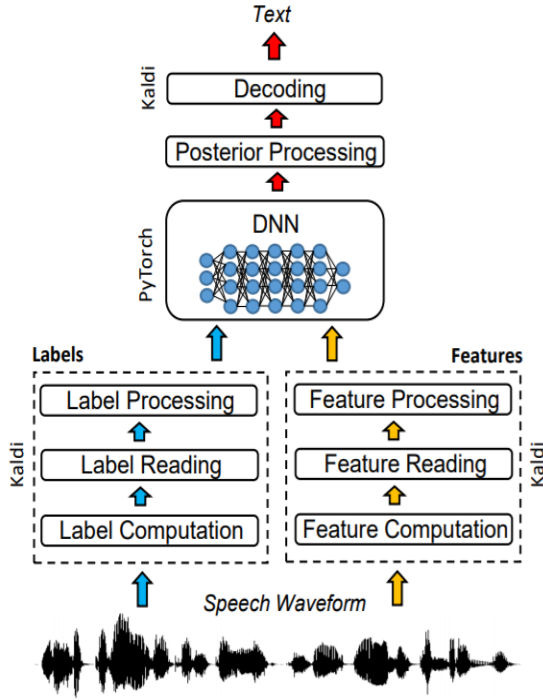 Text
Kaldi
Decoding
Posterior Processing
PyTorch
DNN
Labels
Features
Kaldi
Label Processing
Label Reading
Label Computation
Feature Processing
Feature Reading
Feature Computation
Kaldi
Speech Waveform